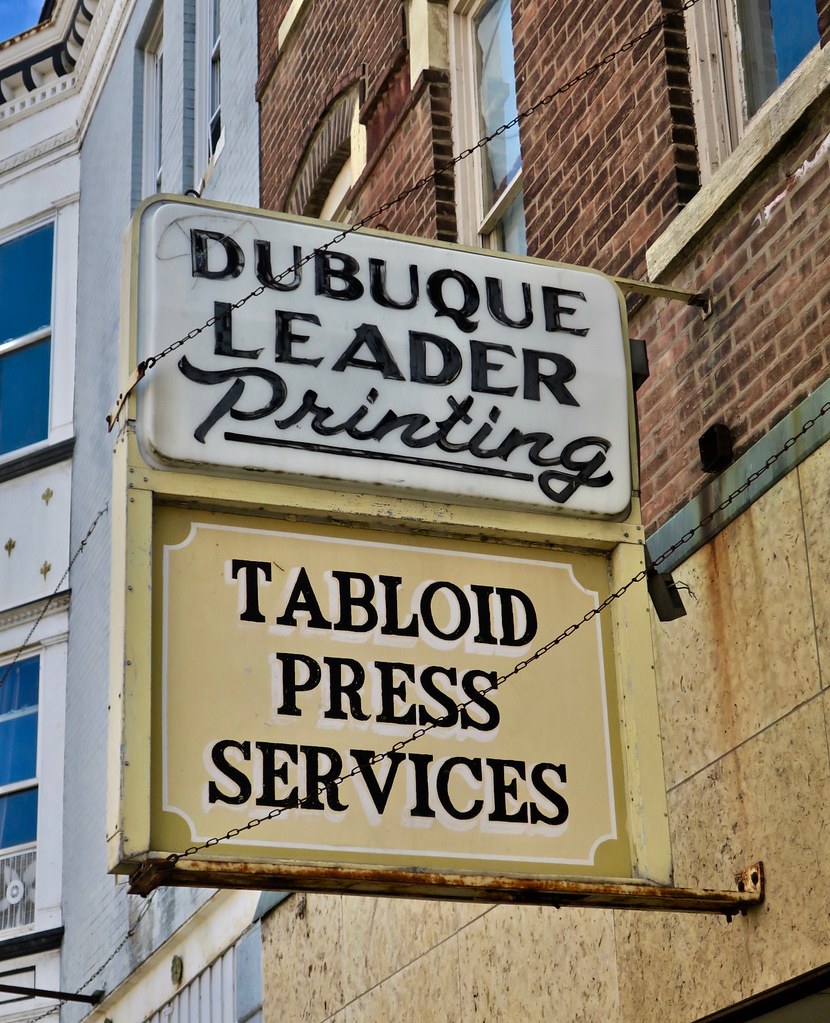 DUBUQUE
LEADER
Printing
TABLOID
PRESS
SERVICES